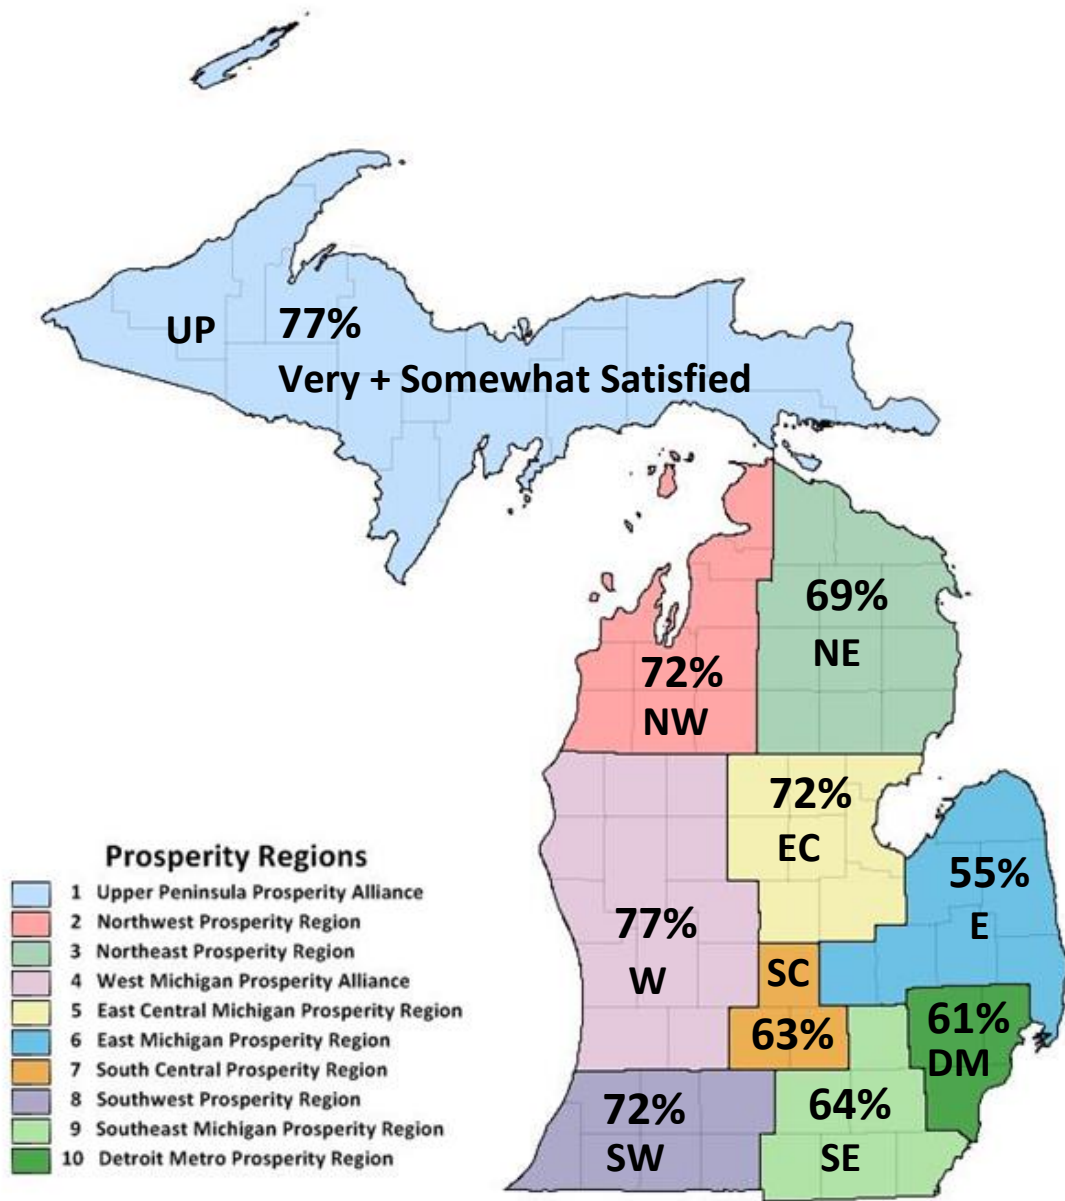 UP 77%
Very + Somewhat Satisfied
69%
NE
72%
NW
72%
EC
55%
E
77%
W
SC
63%
61%
DM
72%
SW
64%
SE
Prosperity Regions
1 Upper Peninsula Prosperity Alliance
2 Northwest Prosperity Region
3 Northeast Prosperity Region
4 West Michigan Prosperity Alliance
5 East Central Michigan Prosperity Region
6 East Michigan Prosperity Region
7 South Central Prosperity Region
8 Southwest Prosperity Region
9 Southeast Michigan Prosperity Region
10 Detroit Metro Prosperity Region